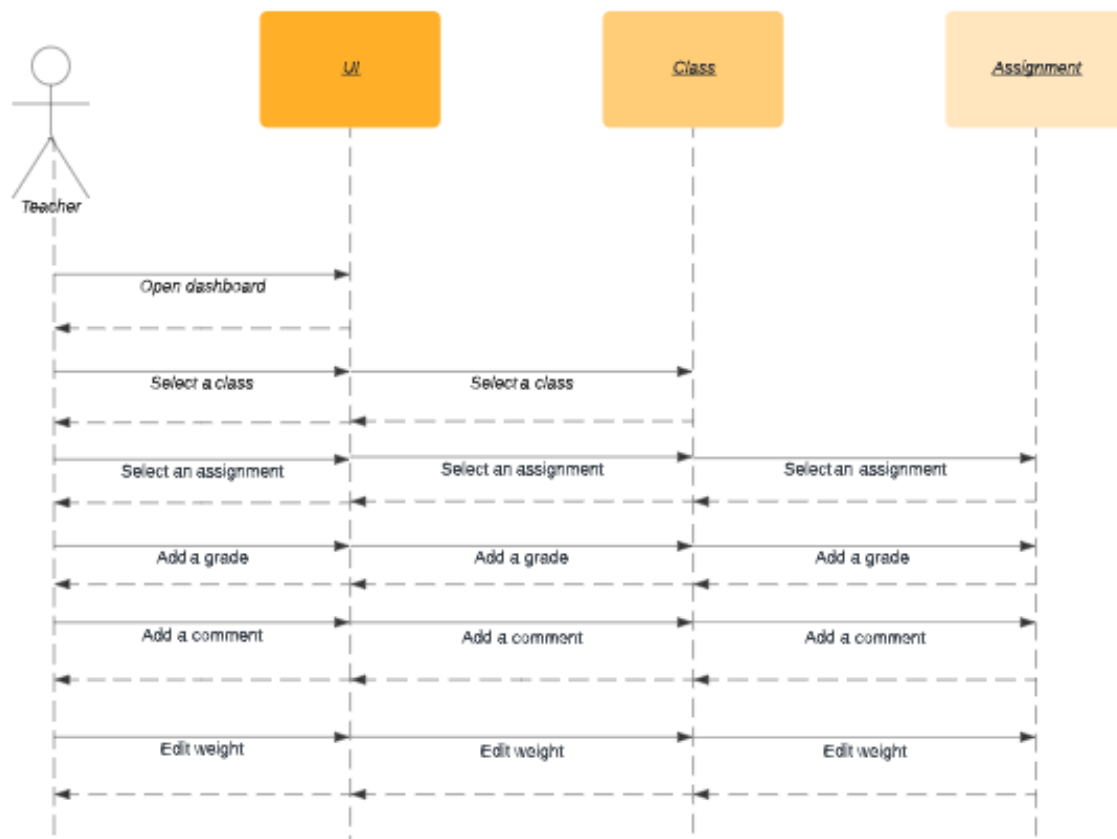 UI
Class
Assignment
Teacher
Open dashboard
Select a class
Select a class
Select an assignment
Select an assignment
Select an assignment
Add a grade
Add a grade
Add a grade
Add a comment
Add a comment
Add a comment
Edit weight
Edit weight
Edit weight